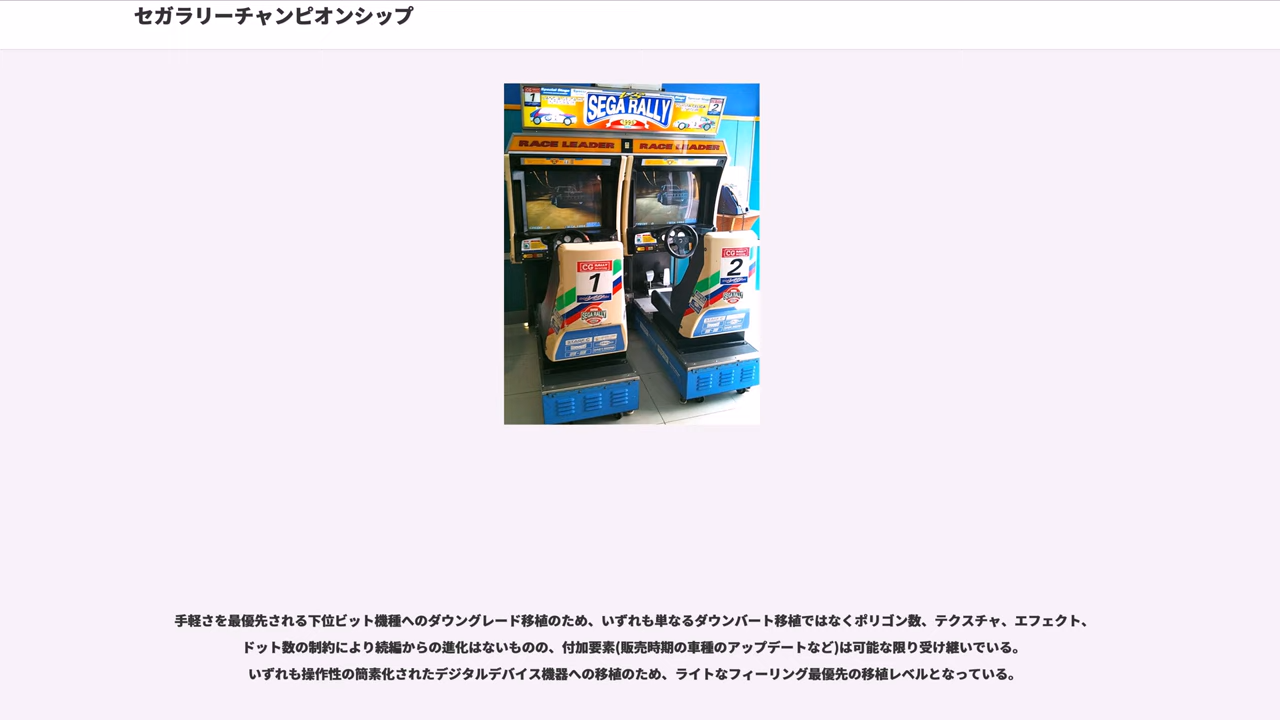 セガラリーチャンピオンシップ
SEGA RALLY
1995
RACE LEADER
RACE LEADER
CG RALLY
1
SEGA RALLY
CG RALLY
2
SEGA RALLY
手軽さを最優先される下位ビット機種へのダウングレード移植のため、いずれも単なるダウンバート移植ではなくポリゴン数、テクスチャ、エフェクト、
ドット数の制約により続編からの進化はないものの、付加要素(販売時期の車種のアップデートなど)は可能な限り受け継いでいる。
いずれも操作性の簡素化されたデジタルデバイス機器への移植のため、ライトなフィーリング最優先の移植レベルとなっている。